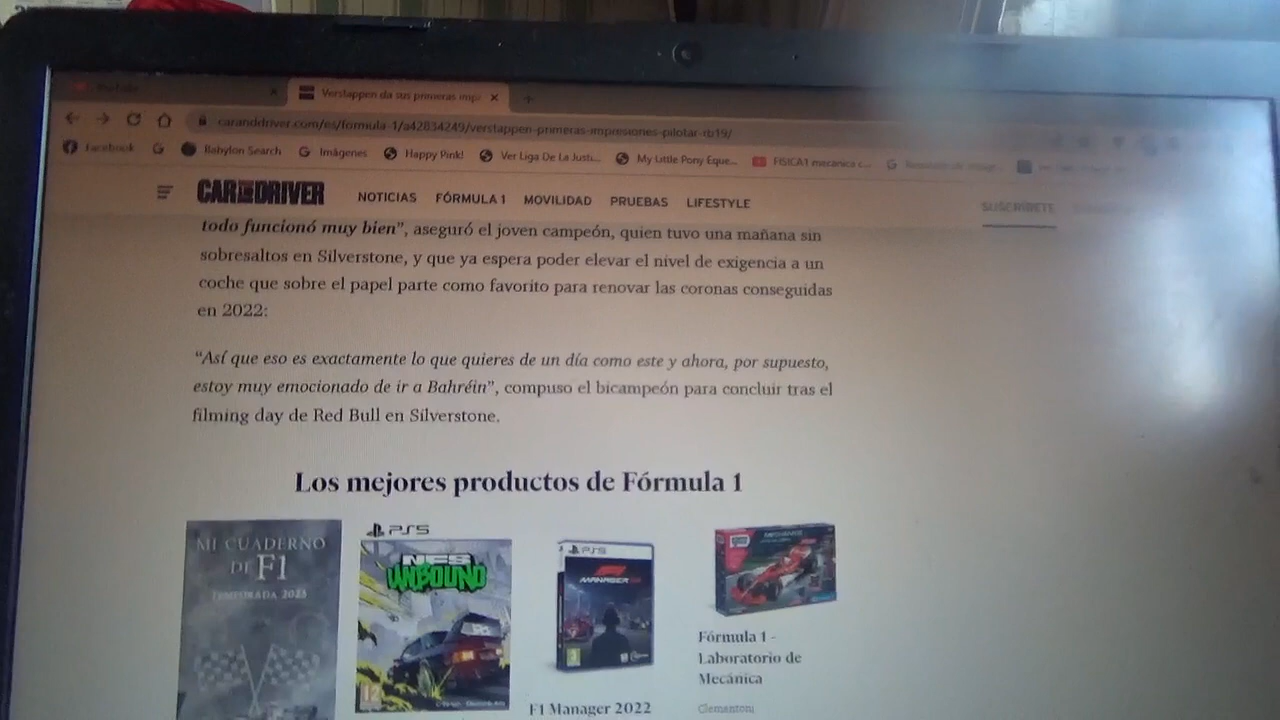 Verstappen da sus primeras imp
caranddriver.com/es/formula-1/a42834249/verstappen-primeras-impresiones-pilotar-rb19/
Facebook
Babylon Search
Imágenes
Happy Pink!
Ver Liga De La Justi...
My Little Pony Eque...
FISICA1 mecánica c...
CAR AND DRIVER
NOTICIAS
FÓRMULA 1
MOVILIDAD
PRUEBAS
LIFESTYLE
SUSCRÍBETE
todo funcionó muy bien”, aseguró el joven campeón, quien tuvo una mañana sin
sobresaltos en Silverstone, y que ya espera poder elevar el nivel de exigencia a un
coche que sobre el papel parte como favorito para renovar las coronas conseguidas
en 2022:
“Así que eso es exactamente lo que quieres de un día como este y ahora, por supuesto,
estoy muy emocionado de ir a Bahréin”, compuso el bicampeón para concluir tras el
filming day de Red Bull en Silverstone.
Los mejores productos de Fórmula 1
MI CUADERNO
DE F1
TEMPORADA 2023
PS5
NFS
UNBOUND
12
PS5
F1
MANAGER
F1 Manager 2022
Fórmula 1 -
Laboratorio de
Mecánica
Clementoni